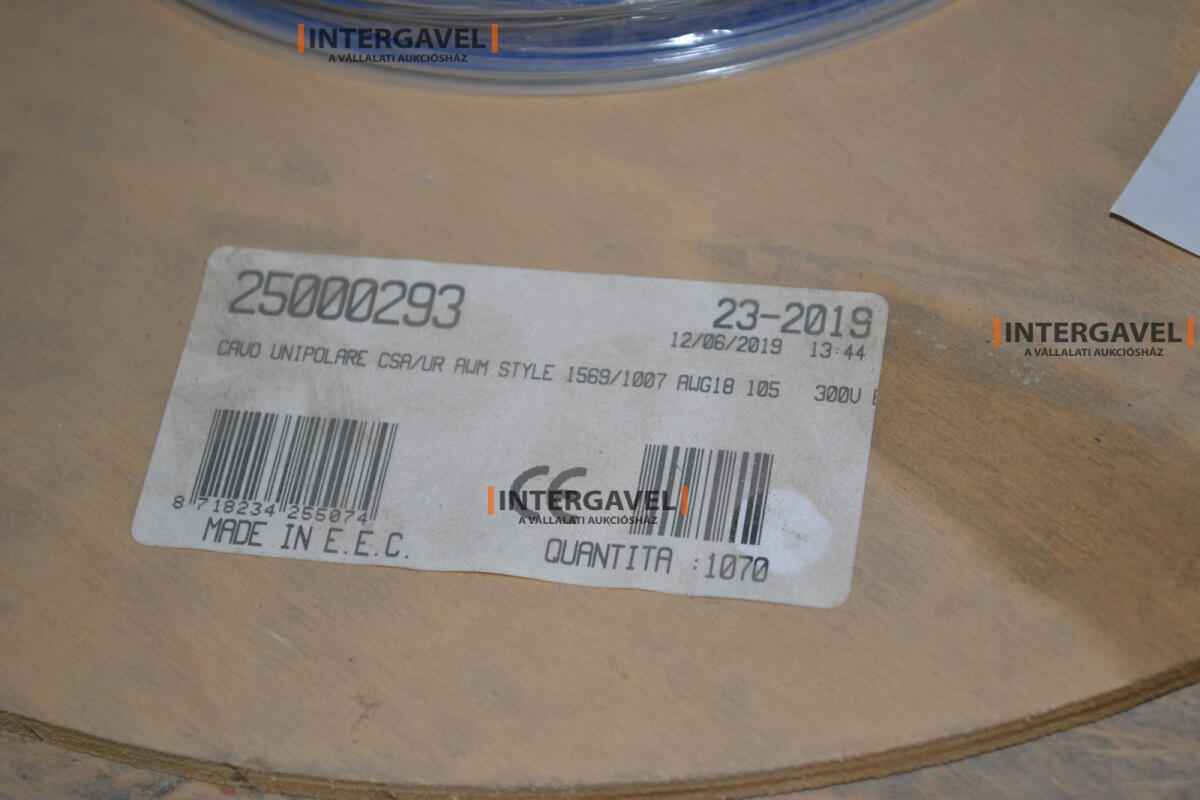 INTERGAVEL
A VÁLLALATI AUKCIÓSHÁZ
25000293
23-2019
12/06/2019 13:44
CAVO UNIPOLARE CSA/UR AWM STYLE 1569/1007 AWG18 105 300V
INTERGAVEL
A VÁLLALATI AUKCIÓSHÁZ
CE
INTERGAVEL
A VÁLLALATI AUKCIÓSHÁZ
8 718234 255074
MADE IN E.E.C.
QUANTITA :1070